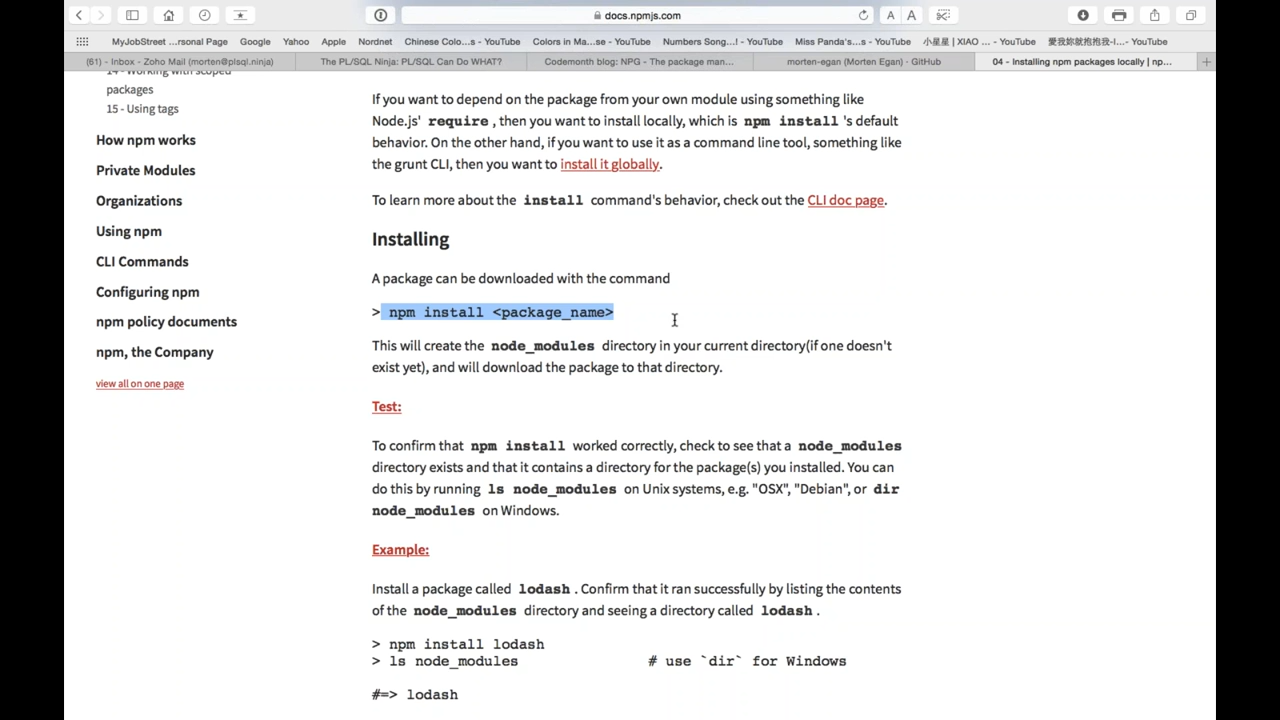 docs.npmjs.com
A A
MyJobStreet ...rsonal Page Google Yahoo Apple Nordnet Chinese Colo...s - YouTube Colors in Ma...se - YouTube Numbers Song...! - YouTube Miss Panda's...s - YouTube 小星星 | XIAO ... - YouTube 愛我妳就抱抱我-I... - YouTube
(61) - Inbox - Zoho Mail (morten@plsql.ninja) The PL/SQL Ninja: PL/SQL Can Do WHAT? Codemonth blog: NPG - The package man... morten-egan (Morten Egan) · GitHub 04 - Installing npm packages locally | np... +
14 - Working with scoped
packages
15 - Using tags
How npm works
Private Modules
Organizations
Using npm
CLI Commands
Configuring npm
npm policy documents
npm, the Company
view all on one page
If you want to depend on the package from your own module using something like
Node.js' require , then you want to install locally, which is npm install 's default
behavior. On the other hand, if you want to use it as a command line tool, something like
the grunt CLI, then you want to install it globally.
To learn more about the install command's behavior, check out the CLI doc page.
Installing
A package can be downloaded with the command
> npm install <package_name>
This will create the node_modules directory in your current directory(if one doesn't
exist yet), and will download the package to that directory.
Test:
To confirm that npm install worked correctly, check to see that a node_modules
directory exists and that it contains a directory for the package(s) you installed. You can
do this by running ls node_modules on Unix systems, e.g. "OSX", "Debian", or dir
node_modules on Windows.
Example:
Install a package called lodash . Confirm that it ran successfully by listing the contents
of the node_modules directory and seeing a directory called lodash .
> npm install lodash
> ls node_modules # use `dir` for Windows
#=> lodash